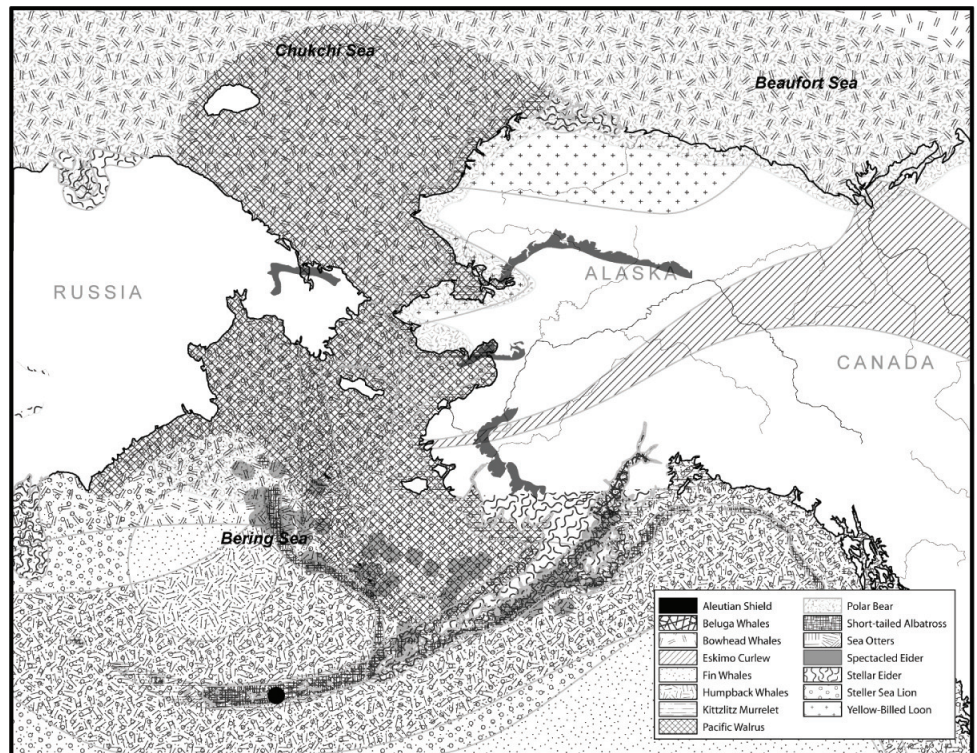 Chukchi Sea
Beaufort Sea
RUSSIA
ALASKA
CANADA
Bering Sea
Aleutian Shield
Beluga Whales
Bowhead Whales
Eskimo Curlew
Fin Whales
Humpback Whales
Kittzlitz Murrelet
Pacific Walrus
Polar Bear
Short-tailed Albatross
Sea Otters
Spectacled Eider
Stellar Eider
Steller Sea Lion
Yellow-Billed Loon